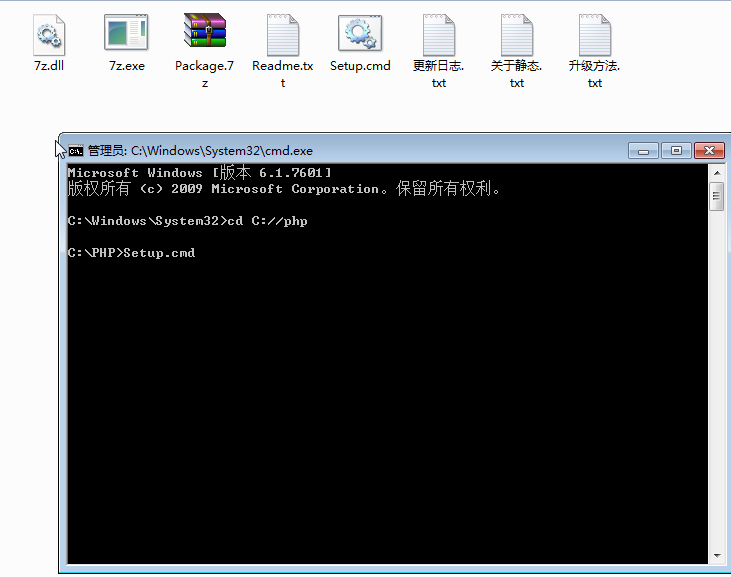 7z.dll
7z.exe
Package.7
z
Readme.tx
t
Setup.cmd
更新日志.
txt
关于静态.
txt
升级方法.
txt
管理员: C:\Windows\System32\cmd.exe
Microsoft Windows [版本 6.1.7601]
版权所有 (c) 2009 Microsoft Corporation。保留所有权利。
C:\Windows\System32>cd C://php
C:\PHP>Setup.cmd